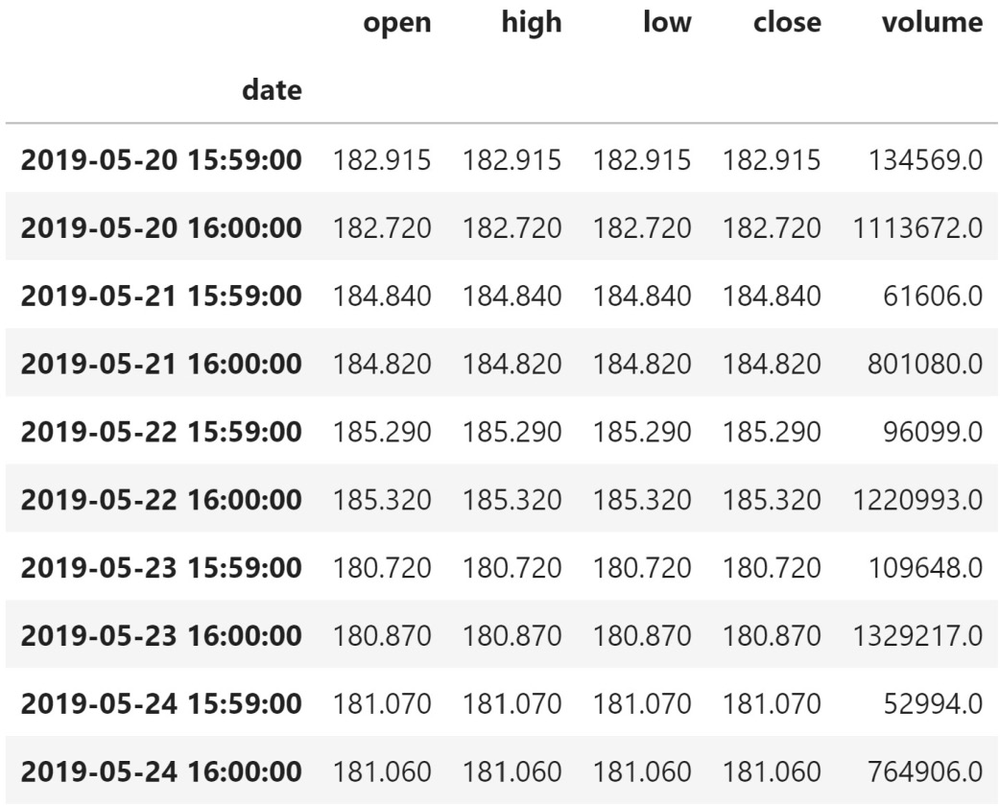 open high low close volume
date
2019-05-20 15:59:00 182.915 182.915 182.915 182.915 134569.0
2019-05-20 16:00:00 182.720 182.720 182.720 182.720 1113672.0
2019-05-21 15:59:00 184.840 184.840 184.840 184.840 61606.0
2019-05-21 16:00:00 184.820 184.820 184.820 184.820 801080.0
2019-05-22 15:59:00 185.290 185.290 185.290 185.290 96099.0
2019-05-22 16:00:00 185.320 185.320 185.320 185.320 1220993.0
2019-05-23 15:59:00 180.720 180.720 180.720 180.720 109648.0
2019-05-23 16:00:00 180.870 180.870 180.870 180.870 1329217.0
2019-05-24 15:59:00 181.070 181.070 181.070 181.070 52994.0
2019-05-24 16:00:00 181.060 181.060 181.060 181.060 764906.0